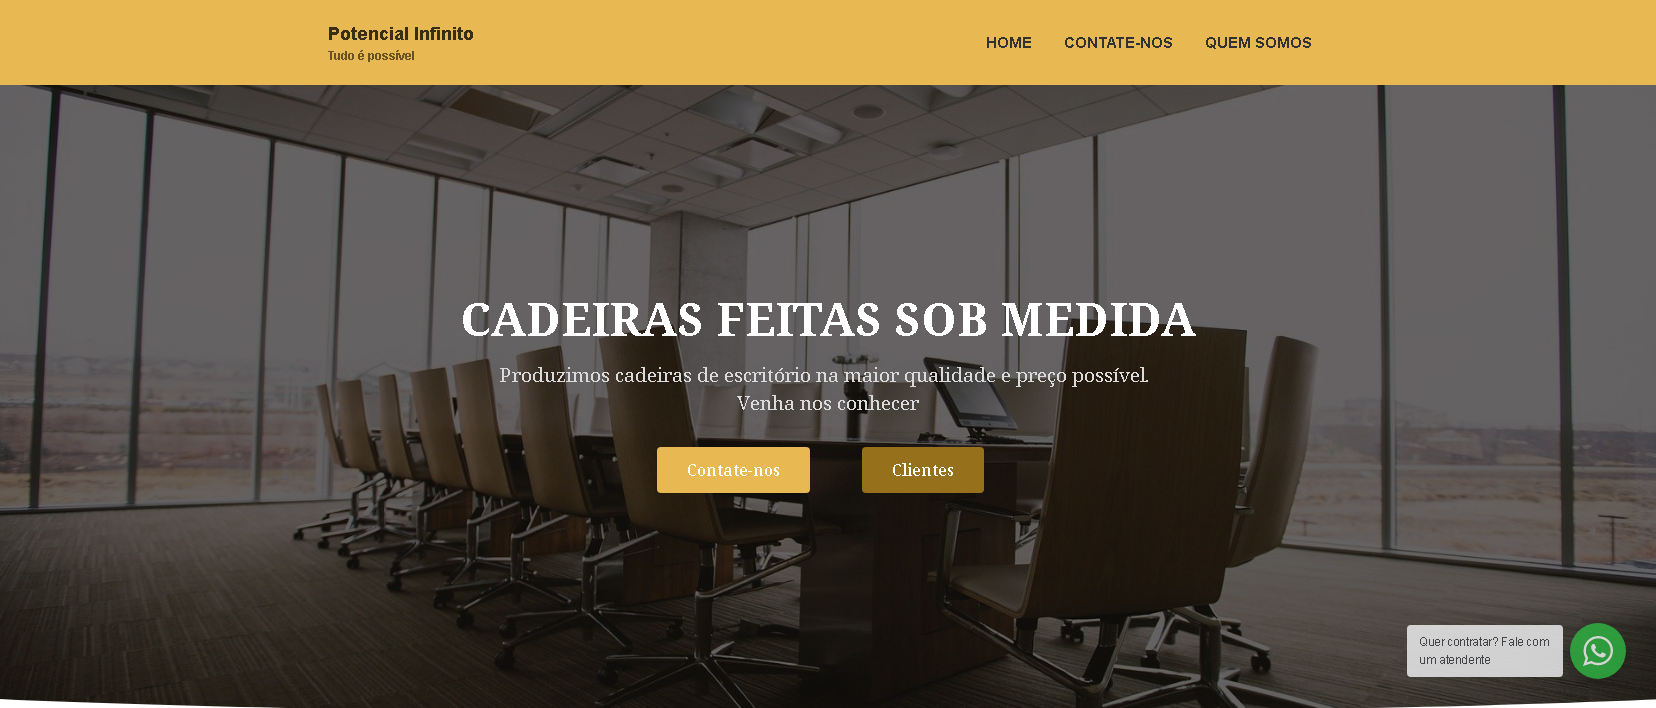 Potencial Infinito
Tudo é possível
HOME CONTATE-NOS QUEM SOMOS
CADEIRAS FEITAS SOB MEDIDA
Produzimos cadeiras de escritório na maior qualidade e preço possível.
Venha nos conhecer
Contate-nos Clientes
Quer contratar? Fale com
um atendente